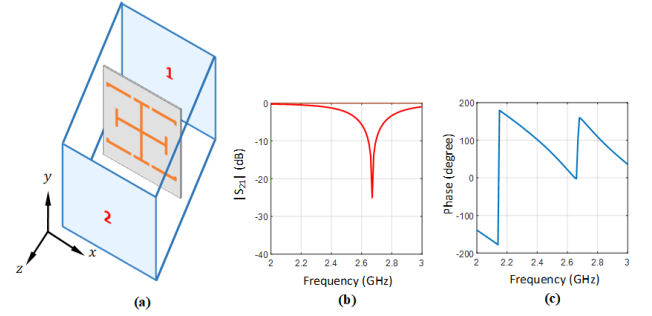 1
2
y
x
z
(a)
|S21| (dB)
0
-10
-20
-30
-40
2
2.2
2.4
2.6
2.8
3
Frequency (GHz)
(b)
Phase (degree)
200
100
0
-100
-200
2
2.2
2.4
2.6
2.8
3
Frequency (GHz)
(c)